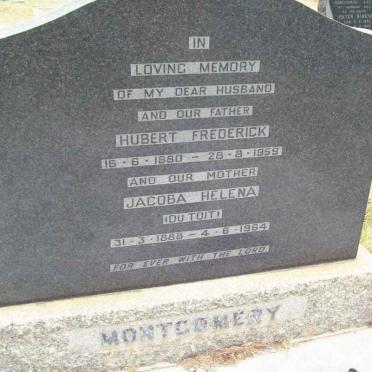 IN
LOVING MEMORY
OF MY DEAR HUSBAND
AND OUR FATHER
HUBERT FREDERICK
16-6-1880 - 28-8-1959
AND OUR MOTHER
JACOBA HELENA
(DU TOIT)
31-3-1888 - 4-6-1964
FOR EVER WITH THE LORD
MONTGOMERY